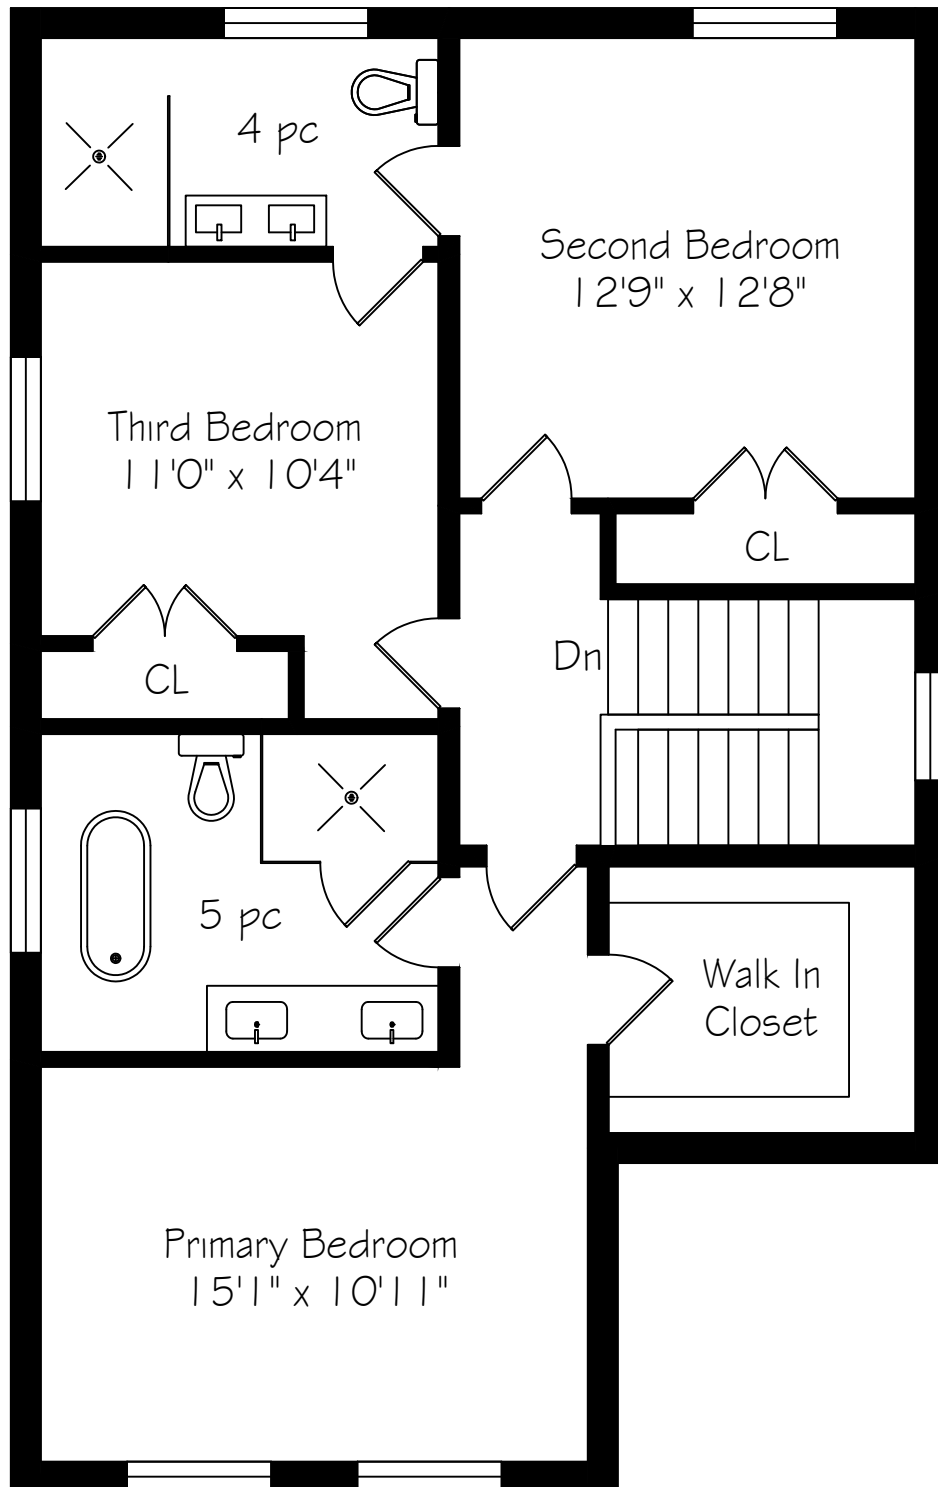 4 pc
Second Bedroom
12'9" x 12'8"
Third Bedroom
11'0" x 10'4"
CL
Dn
CL
5 pc
Walk In
Closet
Primary Bedroom
15'1" x 10'11"